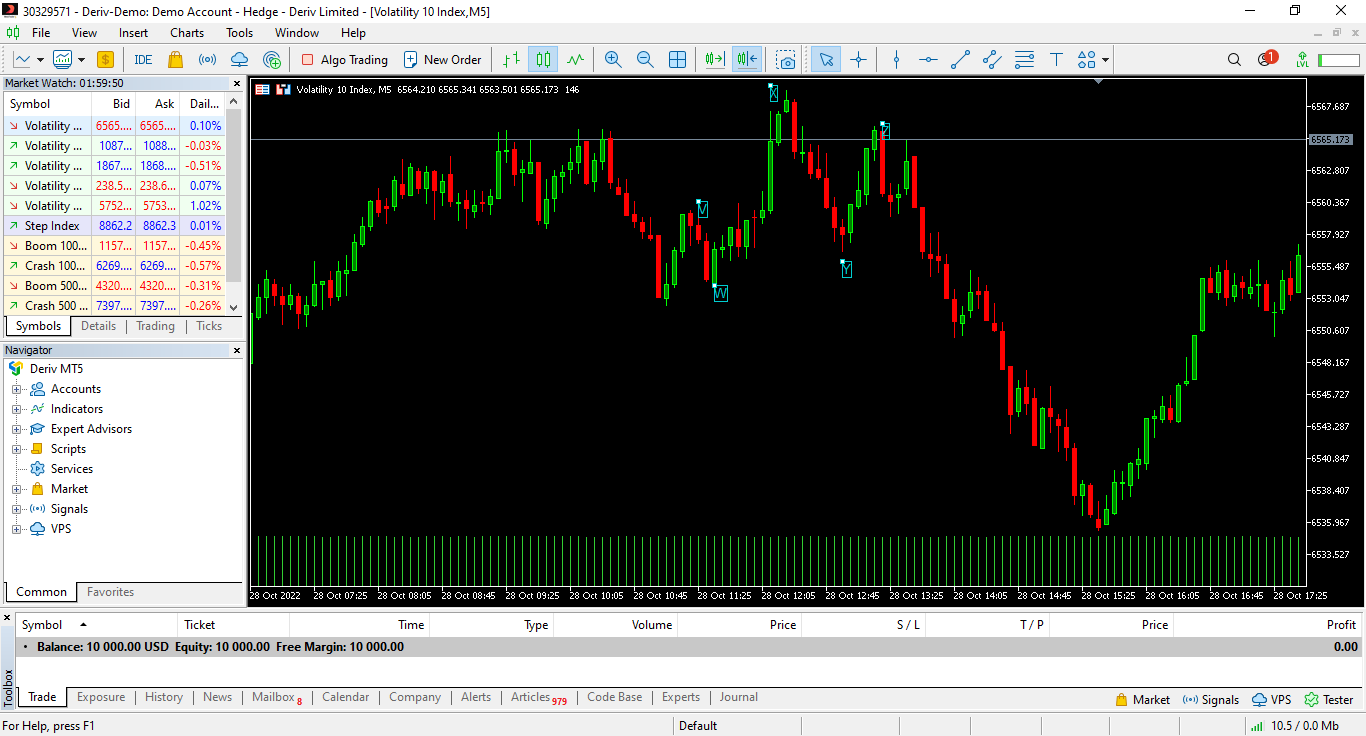 30329571 - Deriv-Demo: Demo Account - Hedge - Deriv Limited - [Volatility 10 Index,M5]
File View Insert Charts Tools Window Help
$ IDE Algo Trading New Order T 1 LVL
Market Watch: 01:59:50
Symbol Bid Ask Dail...
Volatility ... 6565.... 6565.... 0.10%
Volatility ... 1087... 1088... -0.03%
Volatility ... 1867... 1868... -0.51%
Volatility ... 238.5... 238.6... 0.07%
Volatility ... 5752... 5753... 1.02%
Step Index 8862.2 8862.3 0.01%
Boom 100... 1157... 1157... -0.45%
Crash 100... 6269.... 6269.... -0.57%
Boom 500... 4320.... 4320.... -0.31%
Crash 500 ... 7397.... 7397.... -0.26%
Symbols Details Trading Ticks
Navigator
Deriv MT5
Accounts
Indicators
Expert Advisors
Scripts
Services
Market
Signals
VPS
Common Favorites
Volatility 10 Index, M5 6564.210 6565.341 6563.501 6565.173 146
X
Z
V
Y
W
6567.687
6565.173
6562.807
6560.367
6557.927
6555.487
6553.047
6550.607
6548.167
6545.727
6543.287
6540.847
6538.407
6535.967
6533.527
28 Oct 2022 28 Oct 07:25 28 Oct 08:05 28 Oct 08:45 28 Oct 09:25 28 Oct 10:05 28 Oct 10:45 28 Oct 11:25 28 Oct 12:05 28 Oct 12:45 28 Oct 13:25 28 Oct 14:05 28 Oct 14:45 28 Oct 15:25 28 Oct 16:05 28 Oct 16:45 28 Oct 17:25
Symbol Ticket Time Type Volume Price S / L T / P Price Profit
Balance: 10 000.00 USD Equity: 10 000.00 Free Margin: 10 000.00 0.00
Toolbox
Trade Exposure History News Mailbox 8 Calendar Company Alerts Articles 979 Code Base Experts Journal Market Signals VPS Tester
For Help, press F1 Default 10.5 / 0.0 Mb